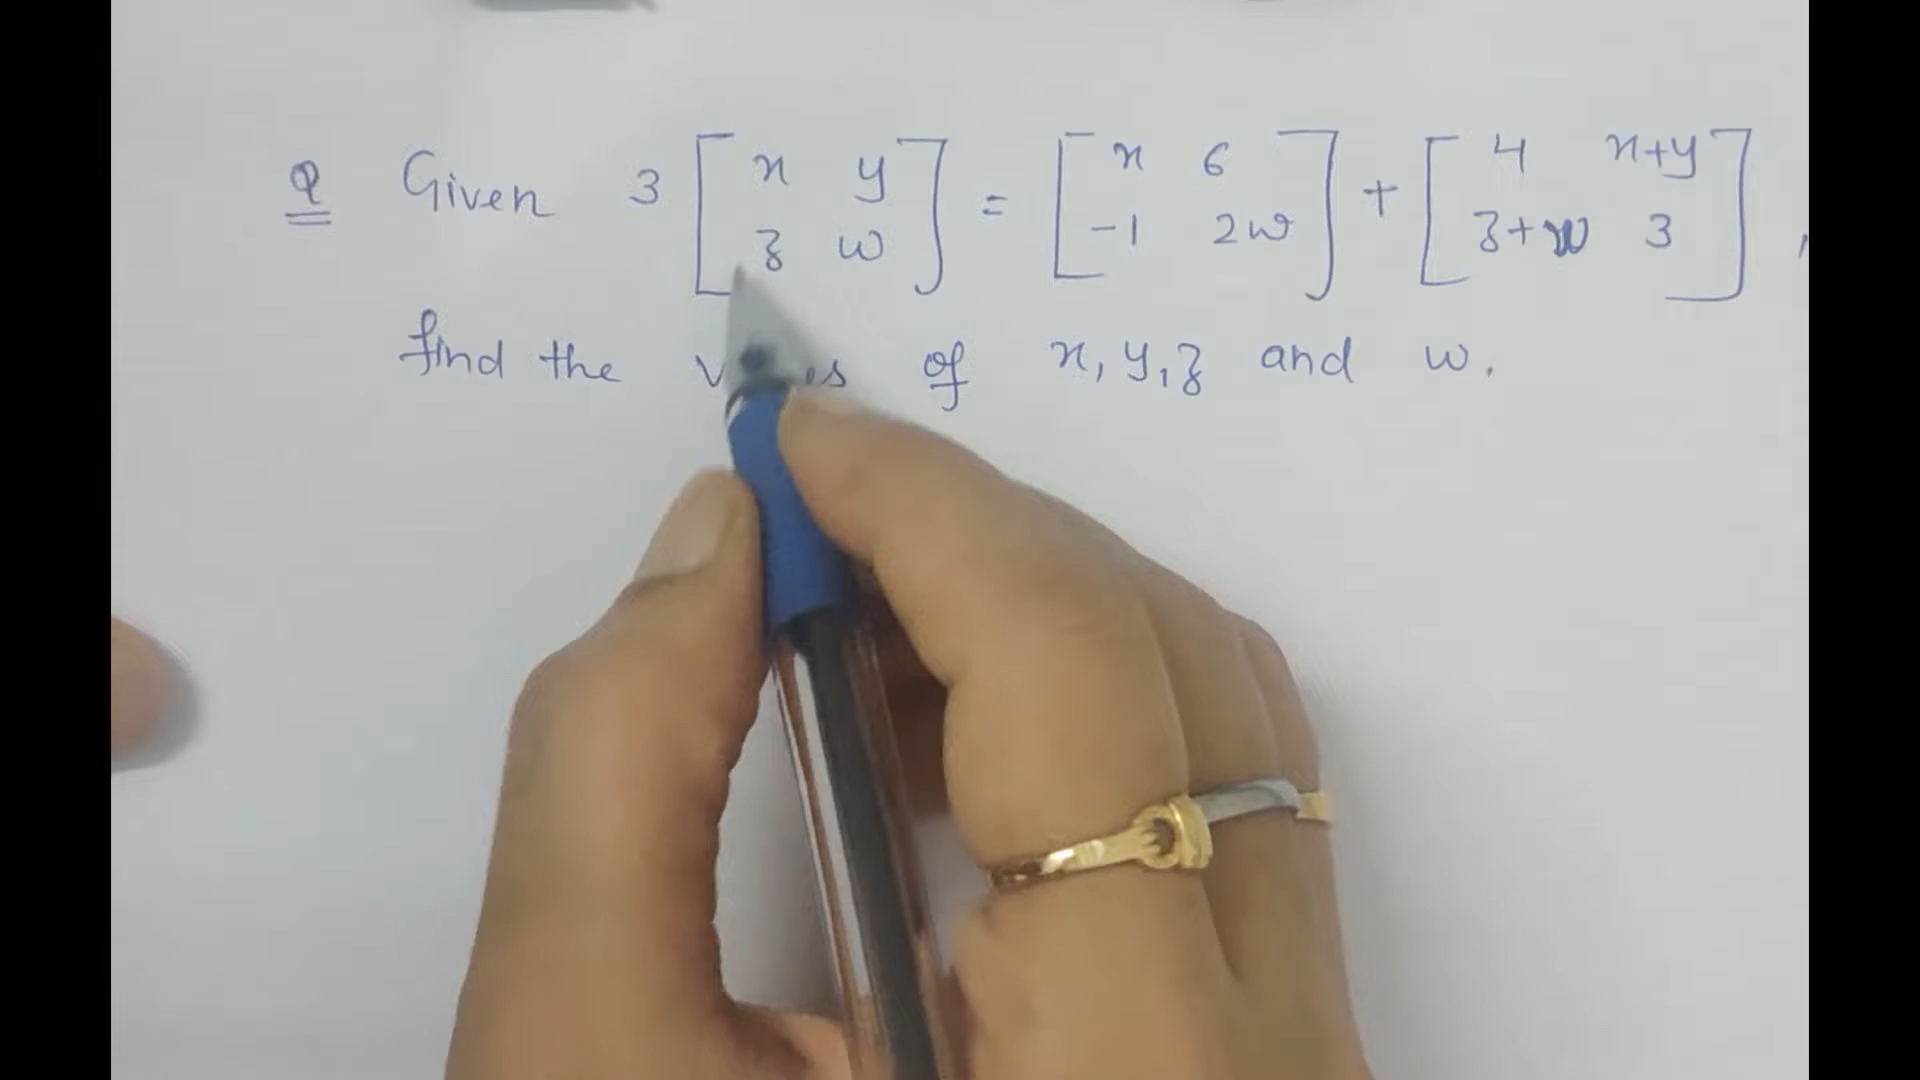 Q Given 3 [ x y = [ x 6 + [ 4 x+y
z w ] -1 2w ] z+w 3 ] ,
find the of x, y, z and w.